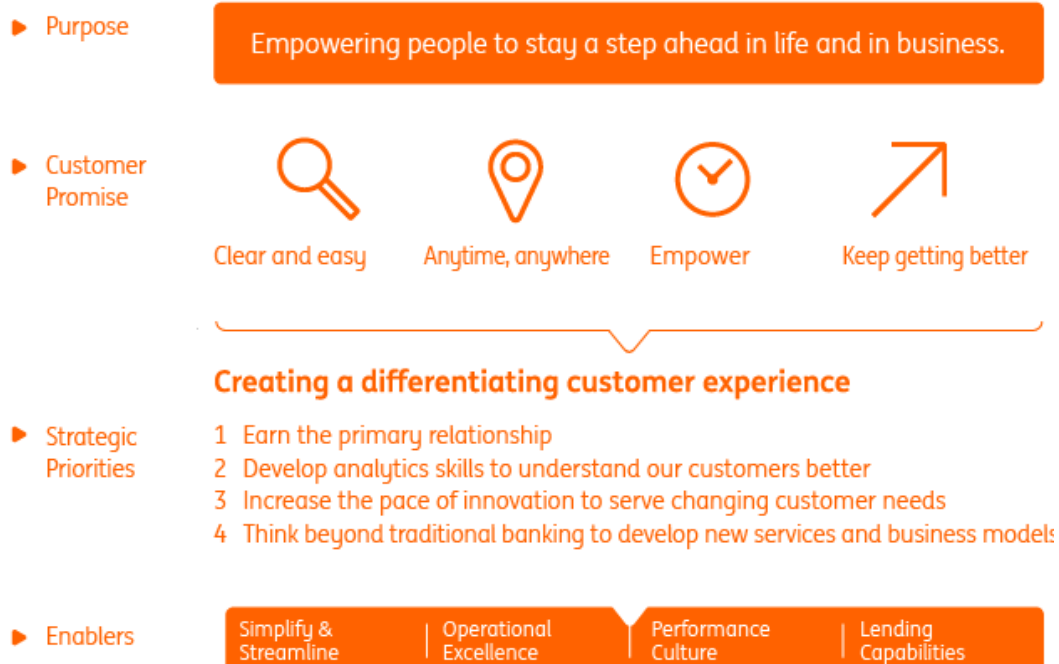 Purpose
Empowering people to stay a step ahead in life and in business.
Customer
Promise
Clear and easy
Anytime, anywhere
Empower
Keep getting better
Creating a differentiating customer experience
Strategic
Priorities
1 Earn the primary relationship
2 Develop analytics skills to understand our customers better
3 Increase the pace of innovation to serve changing customer needs
4 Think beyond traditional banking to develop new services and business models
Enablers
Simplify &
Streamline
Operational
Excellence
Performance
Culture
Lending
Capabilities